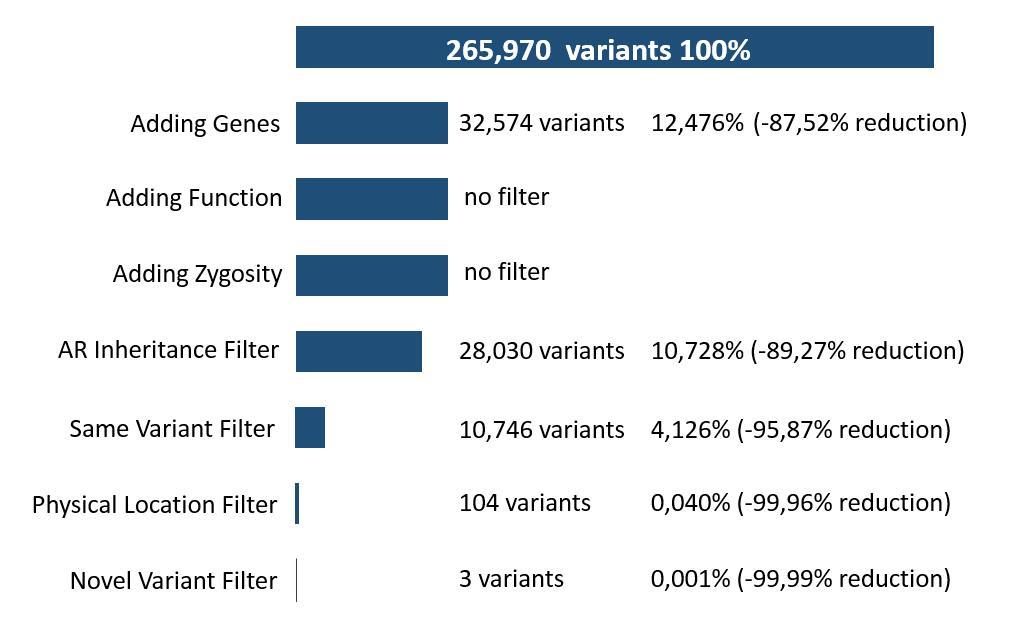 265,970 variants 100%
Adding Genes 32,574 variants 12,476% (-87,52% reduction)
Adding Function no filter
Adding Zygosity no filter
AR Inheritance Filter 28,030 variants 10,728% (-89,27% reduction)
Same Variant Filter 10,746 variants 4,126% (-95,87% reduction)
Physical Location Filter 104 variants 0,040% (-99,96% reduction)
Novel Variant Filter 3 variants 0,001% (-99,99% reduction)